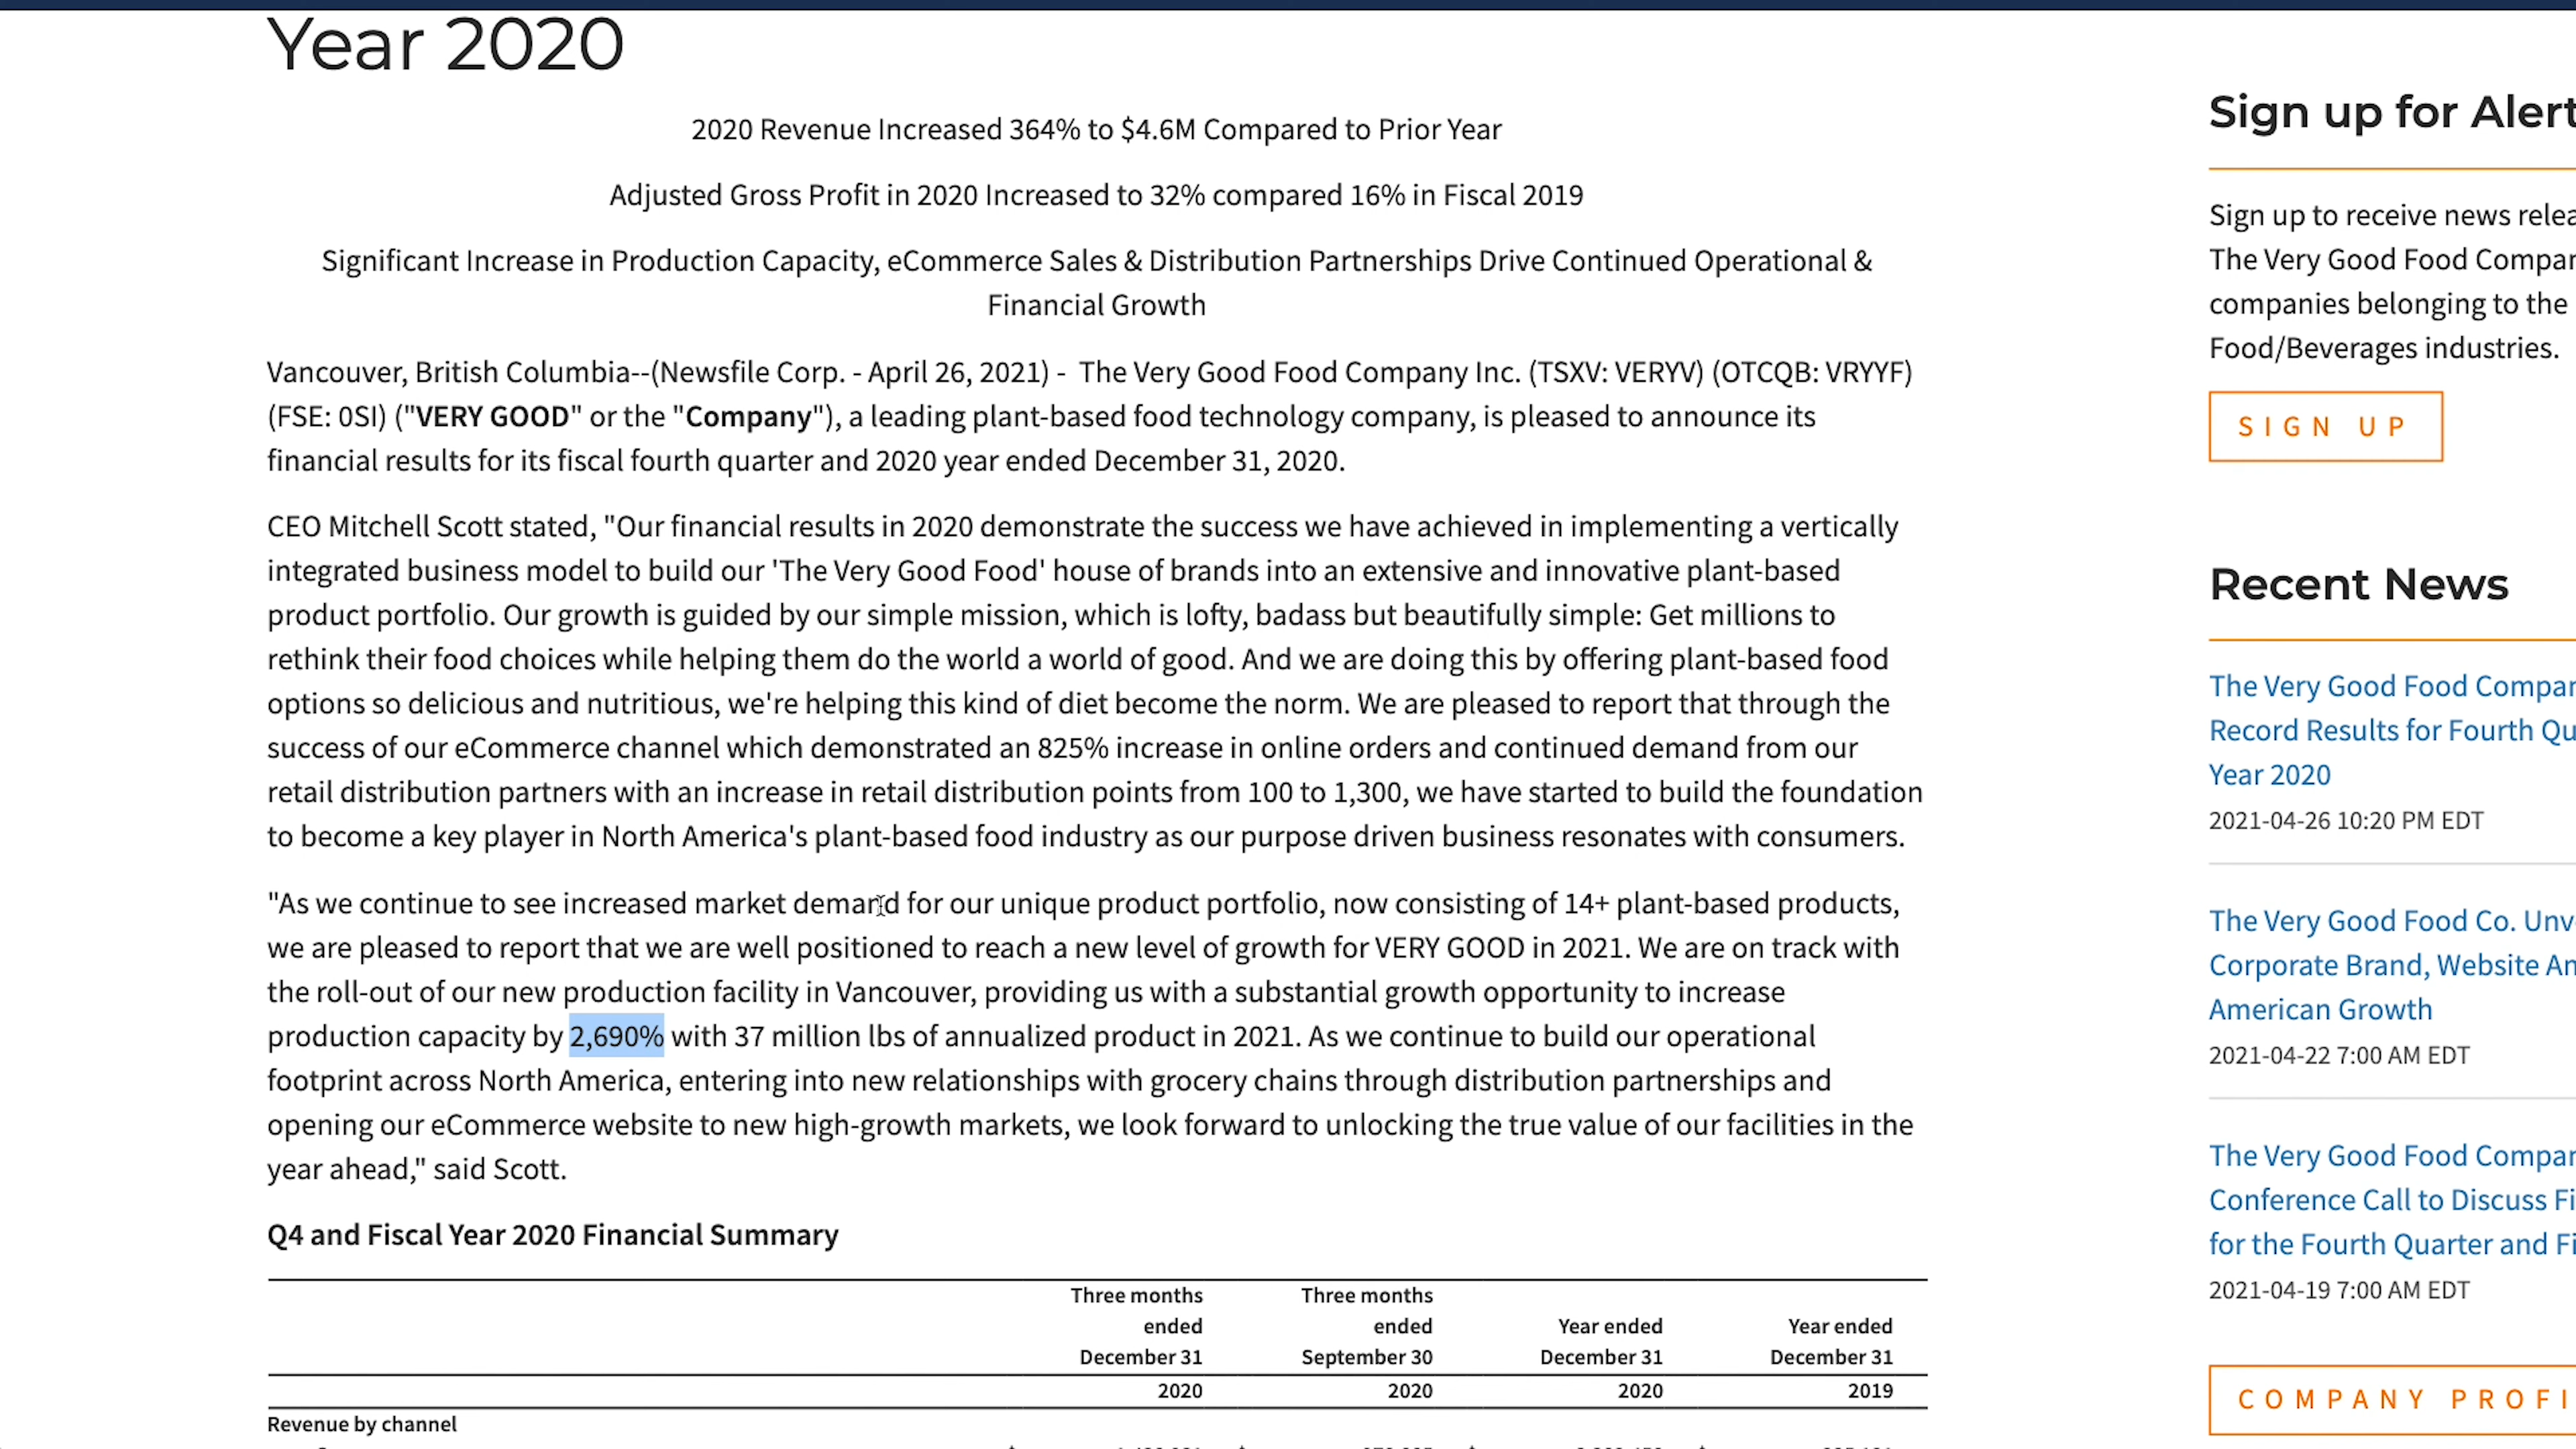 Year 2020
2020 Revenue Increased 364% to $4.6M Compared to Prior Year
Adjusted Gross Profit in 2020 Increased to 32% compared 16% in Fiscal 2019
Significant Increase in Production Capacity, eCommerce Sales & Distribution Partnerships Drive Continued Operational &
Financial Growth
Vancouver, British Columbia--(Newsfile Corp. - April 26, 2021) - The Very Good Food Company Inc. (TSXV: VERYV) (OTCQB: VRYYF)
(FSE: 0SI) ("VERY GOOD" or the "Company"), a leading plant-based food technology company, is pleased to announce its
financial results for its fiscal fourth quarter and 2020 year ended December 31, 2020.
CEO Mitchell Scott stated, "Our financial results in 2020 demonstrate the success we have achieved in implementing a vertically
integrated business model to build our 'The Very Good Food' house of brands into an extensive and innovative plant-based
product portfolio. Our growth is guided by our simple mission, which is lofty, badass but beautifully simple: Get millions to
rethink their food choices while helping them do the world a world of good. And we are doing this by offering plant-based food
options so delicious and nutritious, we're helping this kind of diet become the norm. We are pleased to report that through the
success of our eCommerce channel which demonstrated an 825% increase in online orders and continued demand from our
retail distribution partners with an increase in retail distribution points from 100 to 1,300, we have started to build the foundation
to become a key player in North America's plant-based food industry as our purpose driven business resonates with consumers.
"As we continue to see increased market demand for our unique product portfolio, now consisting of 14+ plant-based products,
we are pleased to report that we are well positioned to reach a new level of growth for VERY GOOD in 2021. We are on track with
the roll-out of our new production facility in Vancouver, providing us with a substantial growth opportunity to increase
production capacity by 2,690% with 37 million lbs of annualized product in 2021. As we continue to build our operational
footprint across North America, entering into new relationships with grocery chains through distribution partnerships and
opening our eCommerce website to new high-growth markets, we look forward to unlocking the true value of our facilities in the
year ahead," said Scott.
Q4 and Fiscal Year 2020 Financial Summary
Three months Three months
ended ended Year ended Year ended
December 31 September 30 December 31 December 31
2020 2020 2020 2019
Revenue by channel
Sign up for Alert
Sign up to receive news relea
The Very Good Food Compan
companies belonging to the
Food/Beverages industries.
SIGN UP
Recent News
The Very Good Food Compan
Record Results for Fourth Qu
Year 2020
2021-04-26 10:20 PM EDT
The Very Good Food Co. Unv
Corporate Brand, Website An
American Growth
2021-04-22 7:00 AM EDT
The Very Good Food Compan
Conference Call to Discuss Fi
for the Fourth Quarter and Fi
2021-04-19 7:00 AM EDT
COMPANY PROFI